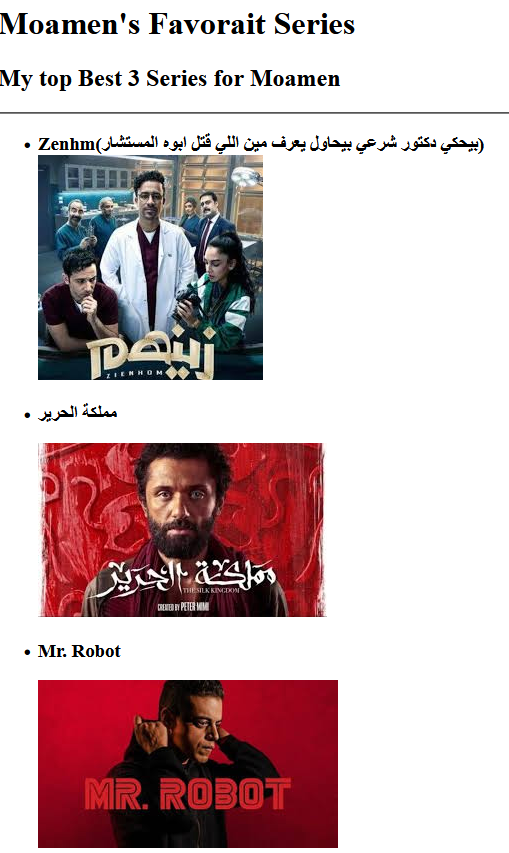 Moamen's Favorait Series
My top Best 3 Series for Moamen
Zenhm(بيحكي دكتور شرعي بيحاول يعرف مين اللي قتل ابوه المستشار)
زينهم
ZIENHOM
مملكة الحرير
مملكة الحرير
THE SILK KINGDOM
CREATED BY PETER MIMI
Mr. Robot
MR. ROBOT